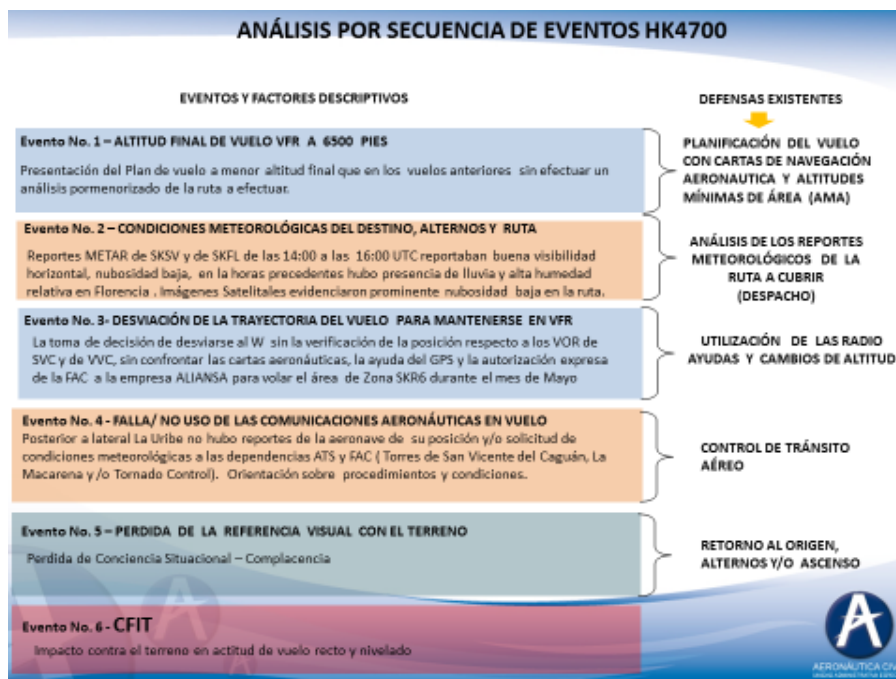 ANÁLISIS POR SECUENCIA DE EVENTOS HK4700
EVENTOS Y FACTORES DESCRIPTIVOS
DEFENSAS EXISTENTES
Evento No. 1 – ALTITUD FINAL DE VUELO VFR A 6500 PIES
Presentación del Plan de vuelo a menor altitud final que en los vuelos anteriores sin efectuar un
análisis pormenorizado de la ruta a efectuar.
PLANIFICACIÓN DEL VUELO
CON CARTAS DE NAVEGACIÓN
AERONAUTICA Y ALTITUDES
MÍNIMAS DE ÁREA (AMA)
Evento No. 2 – CONDICIONES METEOROLÓGICAS DEL DESTINO, ALTERNOS Y RUTA
Reportes METAR de SKSV y de SKFL de las 14:00 a las 16:00 UTC reportaban buena visibilidad
horizontal, nubosidad baja, en la horas precedentes hubo presencia de lluvia y alta humedad
relativa en Florencia . Imágenes Satelitales evidenciaron prominente nubosidad baja en la ruta.
ANÁLISIS DE LOS REPORTES
METEOROLÓGICOS DE LA
RUTA A CUBRIR
(DESPACHO)
Evento No. 3- DESVIACIÓN DE LA TRAYECTORIA DEL VUELO PARA MANTENERSE EN VFR
La toma de decisión de desviarse al W sin la verificación de la posición respecto a los VOR de
SVC y de VVC, sin confrontar las cartas aeronáuticas, la ayuda del GPS y la autorización expresa
de la FAC a la empresa ALIANSA para volar el área de Zona SKR6 durante el mes de Mayo
UTILIZACIÓN DE LAS RADIO
AYUDAS Y CAMBIOS DE ALTITUD
Evento No. 4 - FALLA/ NO USO DE LAS COMUNICACIONES AERONÁUTICAS EN VUELO
Posterior a lateral La Uribe no hubo reportes de la aeronave de su posición y/o solicitud de
condiciones meteorológicas a las dependencias ATS y FAC ( Torres de San Vicente del Caguán, La
Macarena y /o Tornado Control). Orientación sobre procedimientos y condiciones.
CONTROL DE TRÁNSITO
AÉREO
Evento No. 5 – PERDIDA DE LA REFERENCIA VISUAL CON EL TERRENO
Perdida de Conciencia Situacional – Complacencia
RETORNO AL ORIGEN,
ALTERNOS Y/O ASCENSO
Evento No. 6 - CFIT
Impacto contra el terreno en actitud de vuelo recto y nivelado
AERONÁUTICA CIV